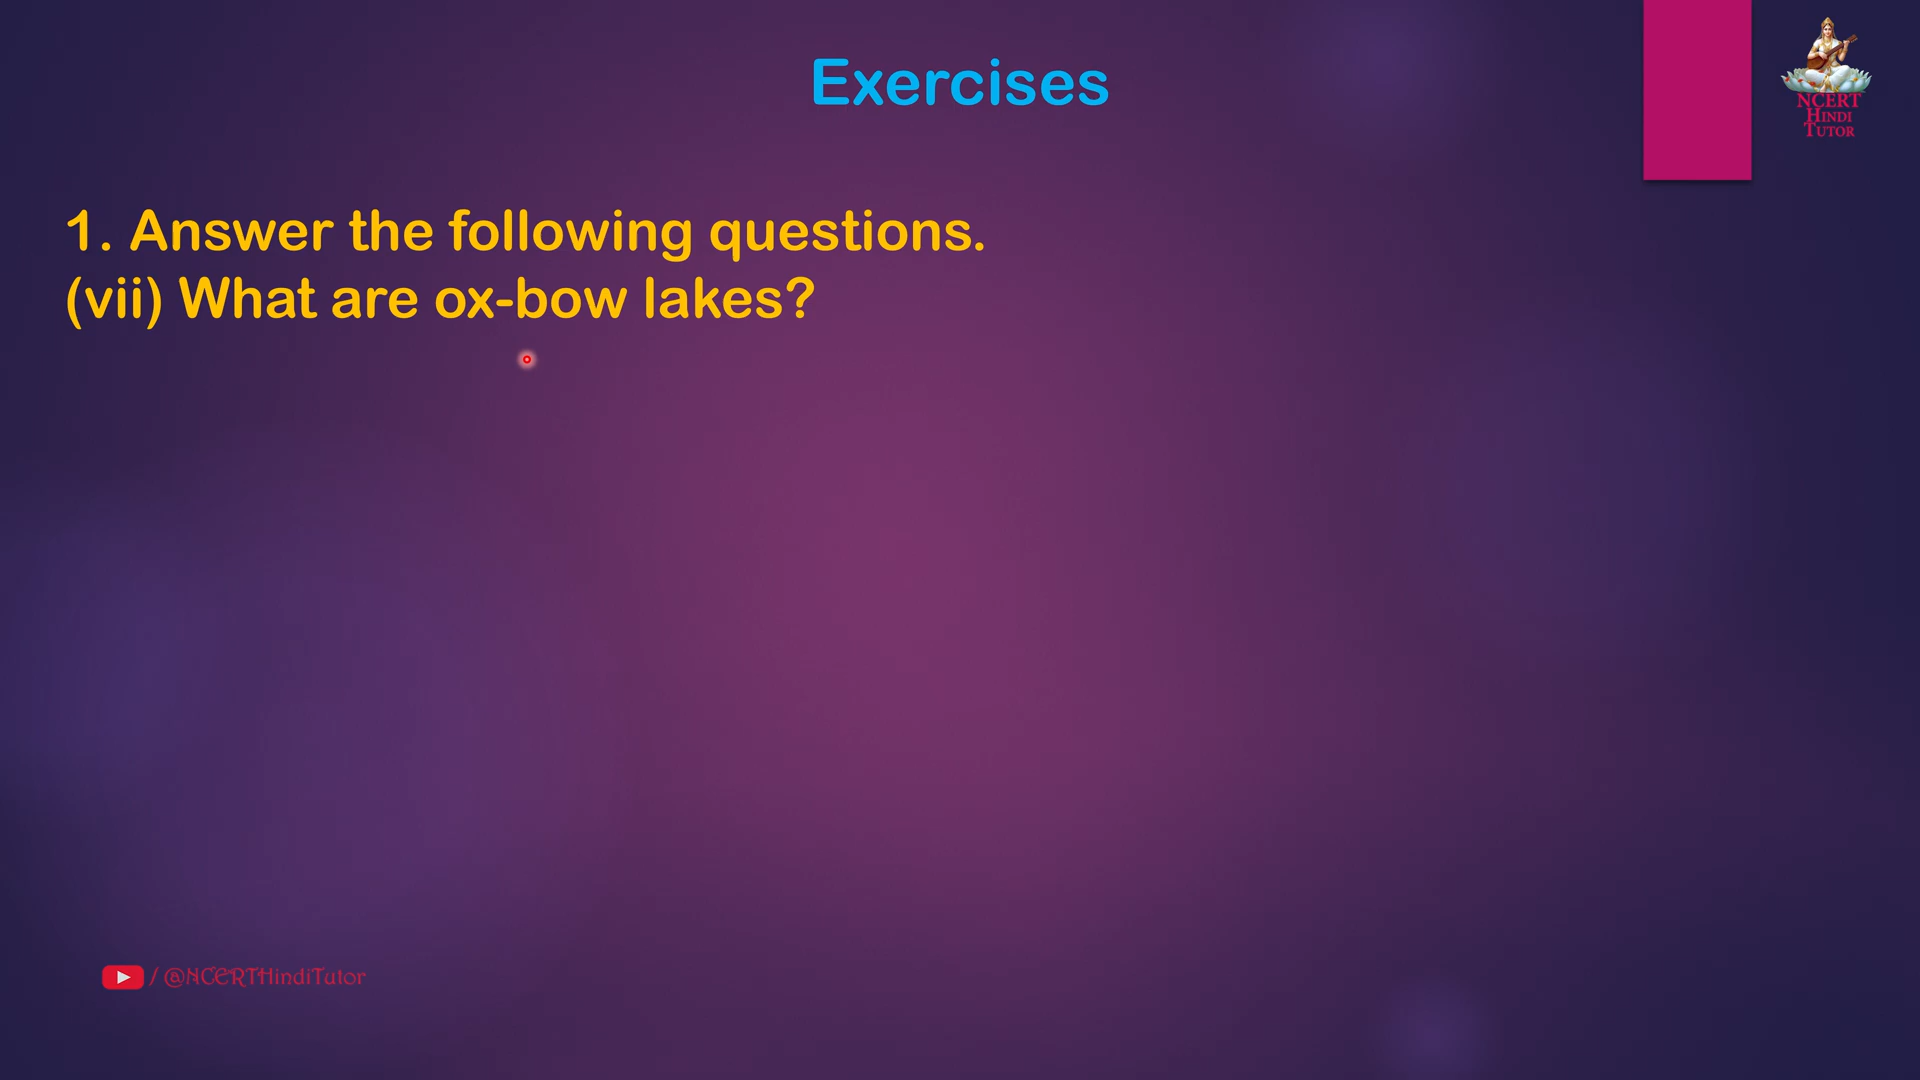 Exercises
NCERT
HINDI
TUTOR
1. Answer the following questions.
(vii) What are ox-bow lakes?
/ @NCERTHindiTutor